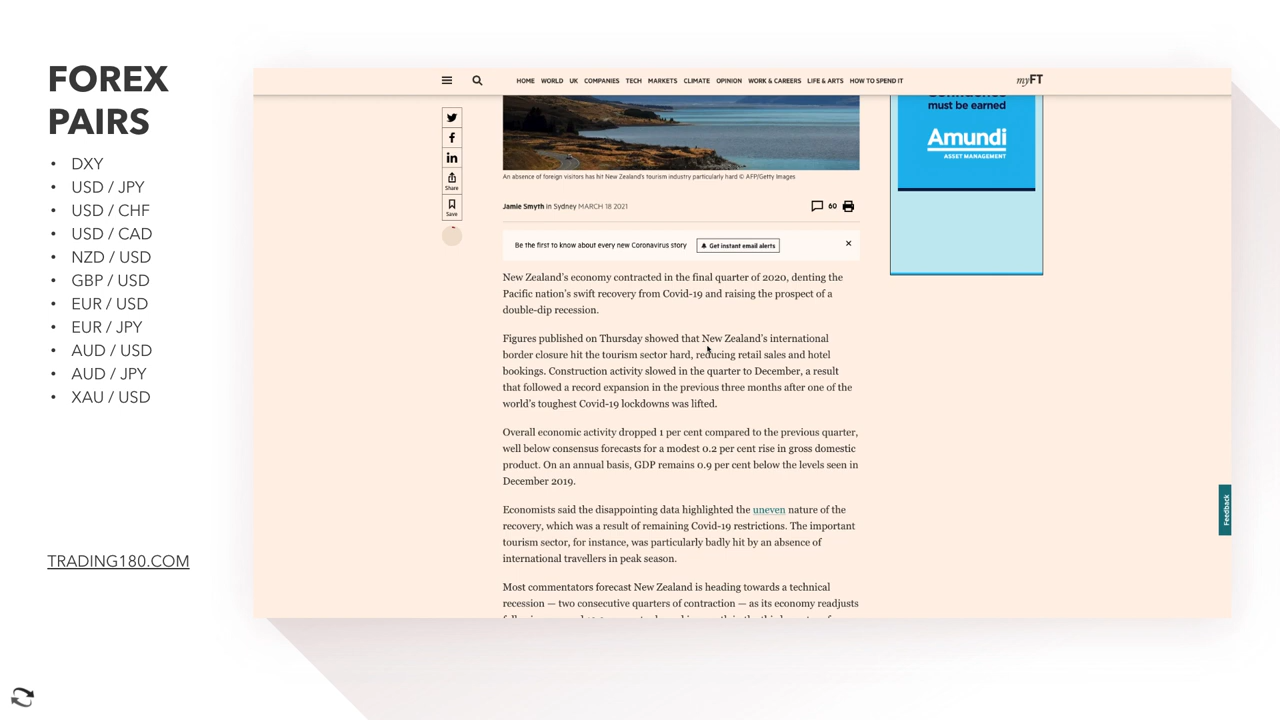 FOREX
PAIRS
• DXY
• USD / JPY
• USD / CHF
• USD / CAD
• NZD / USD
• GBP / USD
• EUR / USD
• EUR / JPY
• AUD / USD
• AUD / JPY
• XAU / USD
TRADING180.COM
HOME WORLD UK COMPANIES TECH MARKETS CLIMATE OPINION WORK & CAREERS LIFE & ARTS HOW TO SPEND IT
myFT
Share
Save
must be earned
Amundi
ASSET MANAGEMENT
An absence of foreign visitors has hit New Zealand's tourism industry particularly hard © AFP/Getty Images
Jamie Smyth in Sydney MARCH 18 2021
60
Be the first to know about every new Coronavirus story
Get instant email alerts
New Zealand's economy contracted in the final quarter of 2020, denting the
Pacific nation's swift recovery from Covid-19 and raising the prospect of a
double-dip recession.
Figures published on Thursday showed that New Zealand's international
border closure hit the tourism sector hard, reducing retail sales and hotel
bookings. Construction activity slowed in the quarter to December, a result
that followed a record expansion in the previous three months after one of the
world's toughest Covid-19 lockdowns was lifted.
Overall economic activity dropped 1 per cent compared to the previous quarter,
well below consensus forecasts for a modest 0.2 per cent rise in gross domestic
product. On an annual basis, GDP remains 0.9 per cent below the levels seen in
December 2019.
Economists said the disappointing data highlighted the uneven nature of the
recovery, which was a result of remaining Covid-19 restrictions. The important
tourism sector, for instance, was particularly badly hit by an absence of
international travellers in peak season.
Most commentators forecast New Zealand is heading towards a technical
recession — two consecutive quarters of contraction — as its economy readjusts
Feedback